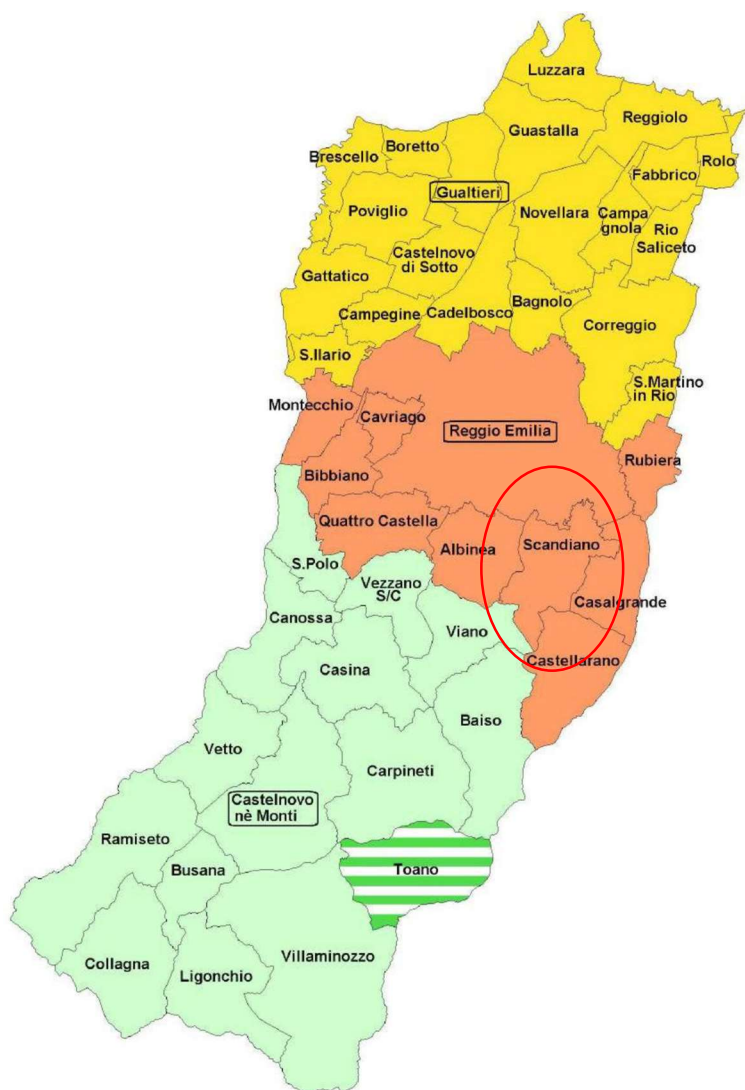 Luzzara
Reggiolo
Guastalla
Boretto
Brescello
Rolo
Fabbrico
Gualtieri
Poviglio
Novellara
Campa
gnola
Rio
Saliceto
Castelnovo
di Sotto
Gattatico
Bagnolo
Campegine
Cadelbosco
Correggio
S.Ilario
S.Martino
in Rio
Montecchio
Cavriago
Reggio Emilia
Rubiera
Bibbiano
Quattro Castella
Albinea
Scandiano
S.Polo
Vezzano
S/C
Casalgrande
Canossa
Viano
Castellarano
Casina
Baiso
Vetto
Carpineti
Castelnovo
nè Monti
Ramiseto
Busana
Toano
Villaminozzo
Collagna
Ligonchio